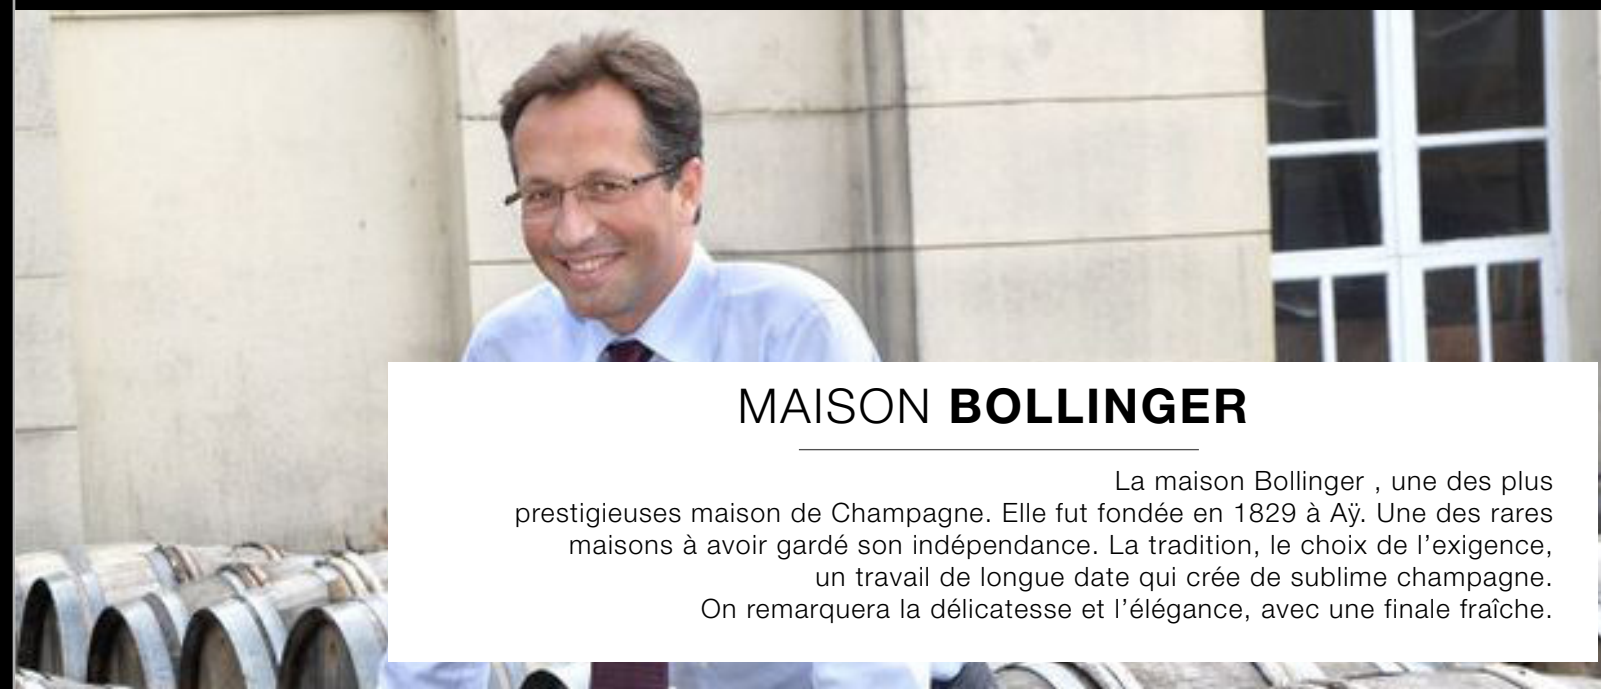 MAISON BOLLINGER
La maison Bollinger , une des plus
prestigieuses maison de Champagne. Elle fut fondée en 1829 à Aÿ. Une des rares
maisons à avoir gardé son indépendance. La tradition, le choix de l’exigence,
un travail de longue date qui crée de sublime champagne.
On remarquera la délicatesse et l’élégance, avec une finale fraîche.